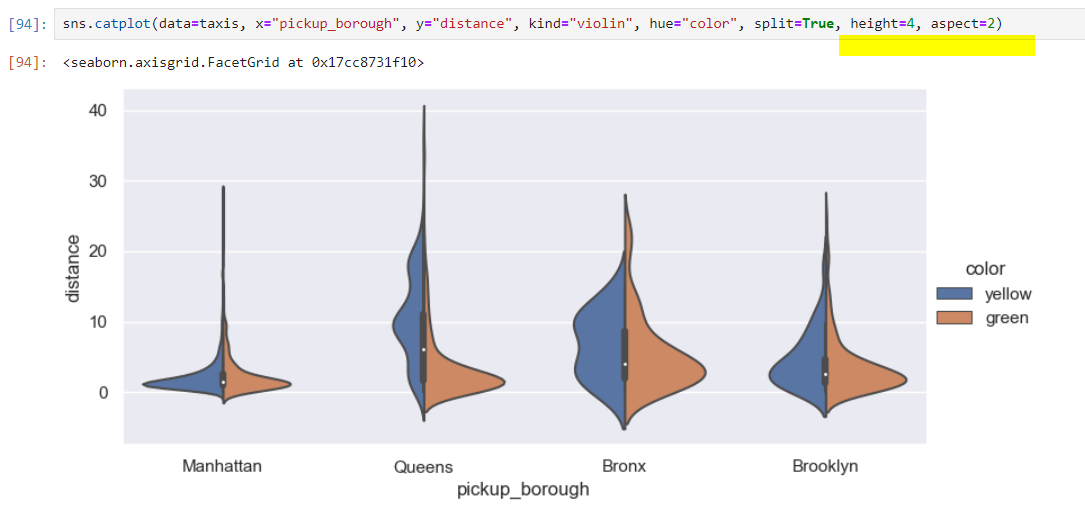 [94]: sns.catplot(data=taxis, x="pickup_borough", y="distance", kind="violin", hue="color", split=True, height=4, aspect=2)
[94]: <seaborn.axisgrid.FacetGrid at 0x17cc8731f10>
40
30
20
10
0
distance
Manhattan Queens Bronx Brooklyn
pickup_borough
color
yellow
green